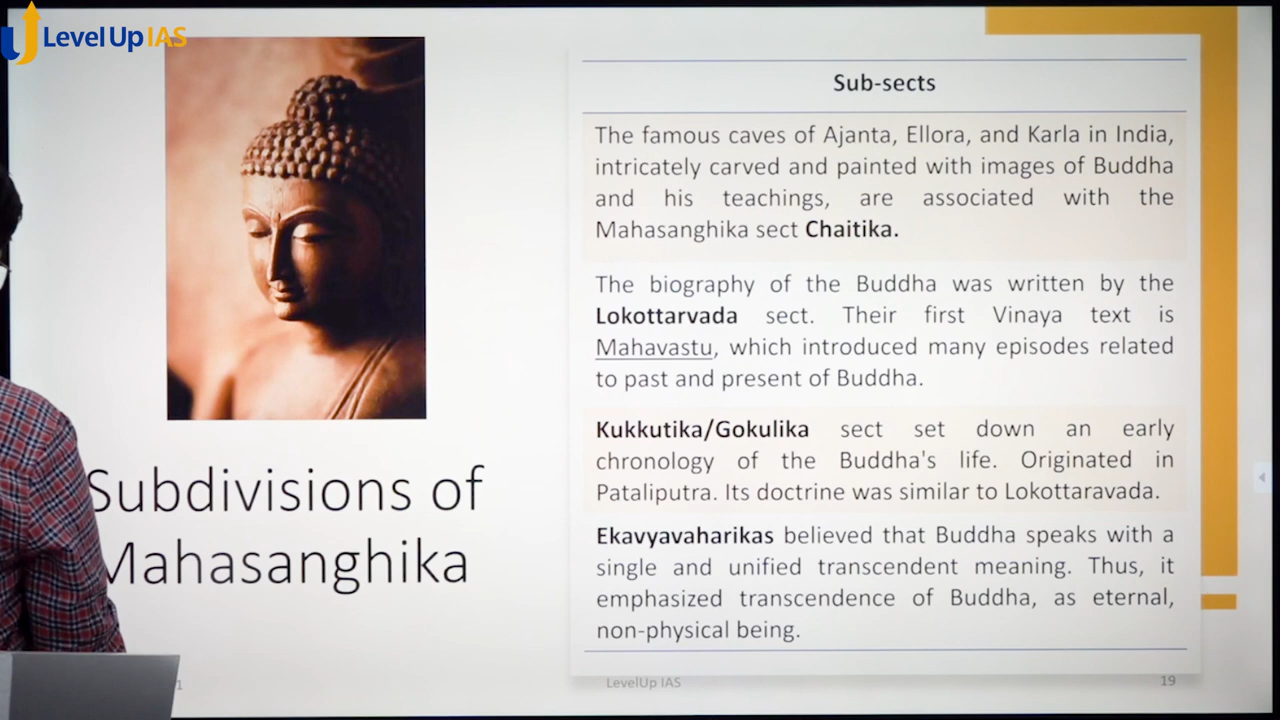 LevelUp IAS
Sub-sects
The famous caves of Ajanta, Ellora, and Karla in India,
intricately carved and painted with images of Buddha
and his teachings, are associated with the
Mahasanghika sect Chaitika.
The biography of the Buddha was written by the
Lokottarvada sect. Their first Vinaya text is
Mahavastu, which introduced many episodes related
to past and present of Buddha.
Kukkutika/Gokulika sect set down an early
chronology of the Buddha's life. Originated in
Pataliputra. Its doctrine was similar to Lokottaravada.
Ekavyavaharikas believed that Buddha speaks with a
single and unified transcendent meaning. Thus, it
emphasized transcendence of Buddha, as eternal,
non-physical being.
Subdivisions of
Mahasanghika
1
LevelUp IAS
19